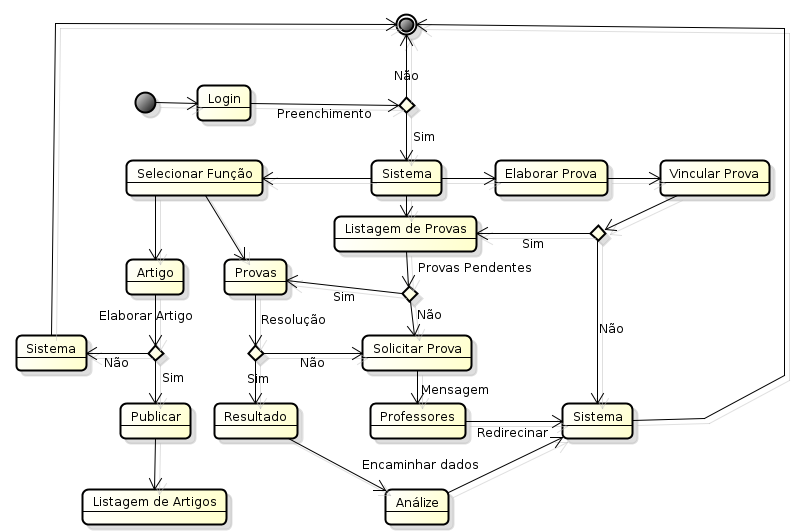 Não
Login
Preenchimento
Sim
Selecionar Função
Sistema
Elaborar Prova
Vincular Prova
Listagem de Provas
Sim
Artigo
Provas
Provas Pendentes
Sim
Elaborar Artigo
Resolução
Não
Não
Sistema
Não
Não
Solicitar Prova
Sim
Sim
Mensagem
Publicar
Resultado
Professores
Redirecinar
Sistema
Encaminhar dados
Listagem de Artigos
Análize